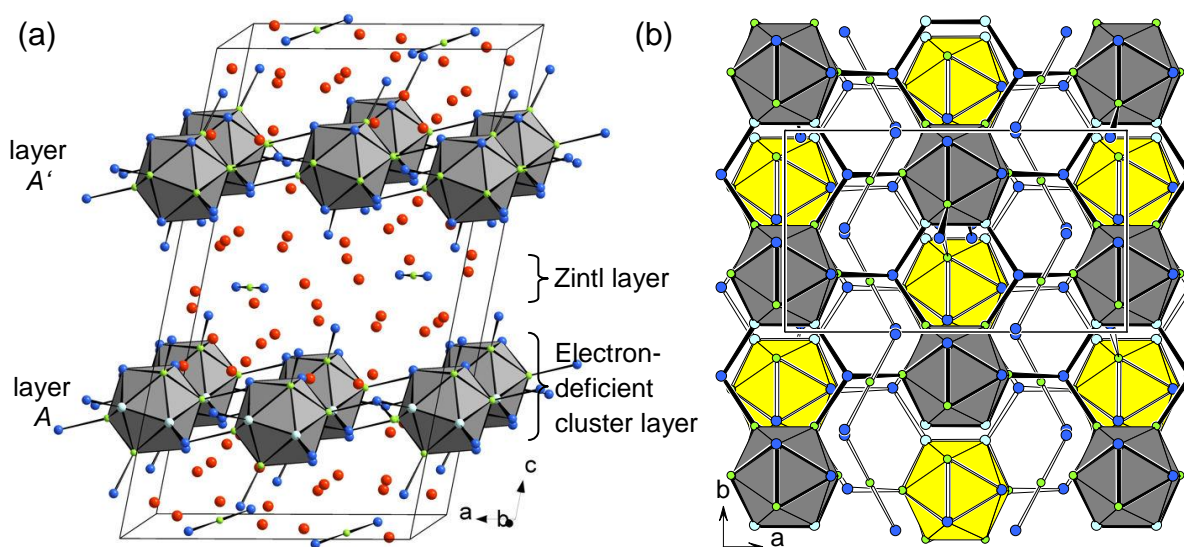 (a)
layer
A‘
Zintl layer
Electron-
deficient
cluster layer
layer
A
c
a
b
(b)
b
a